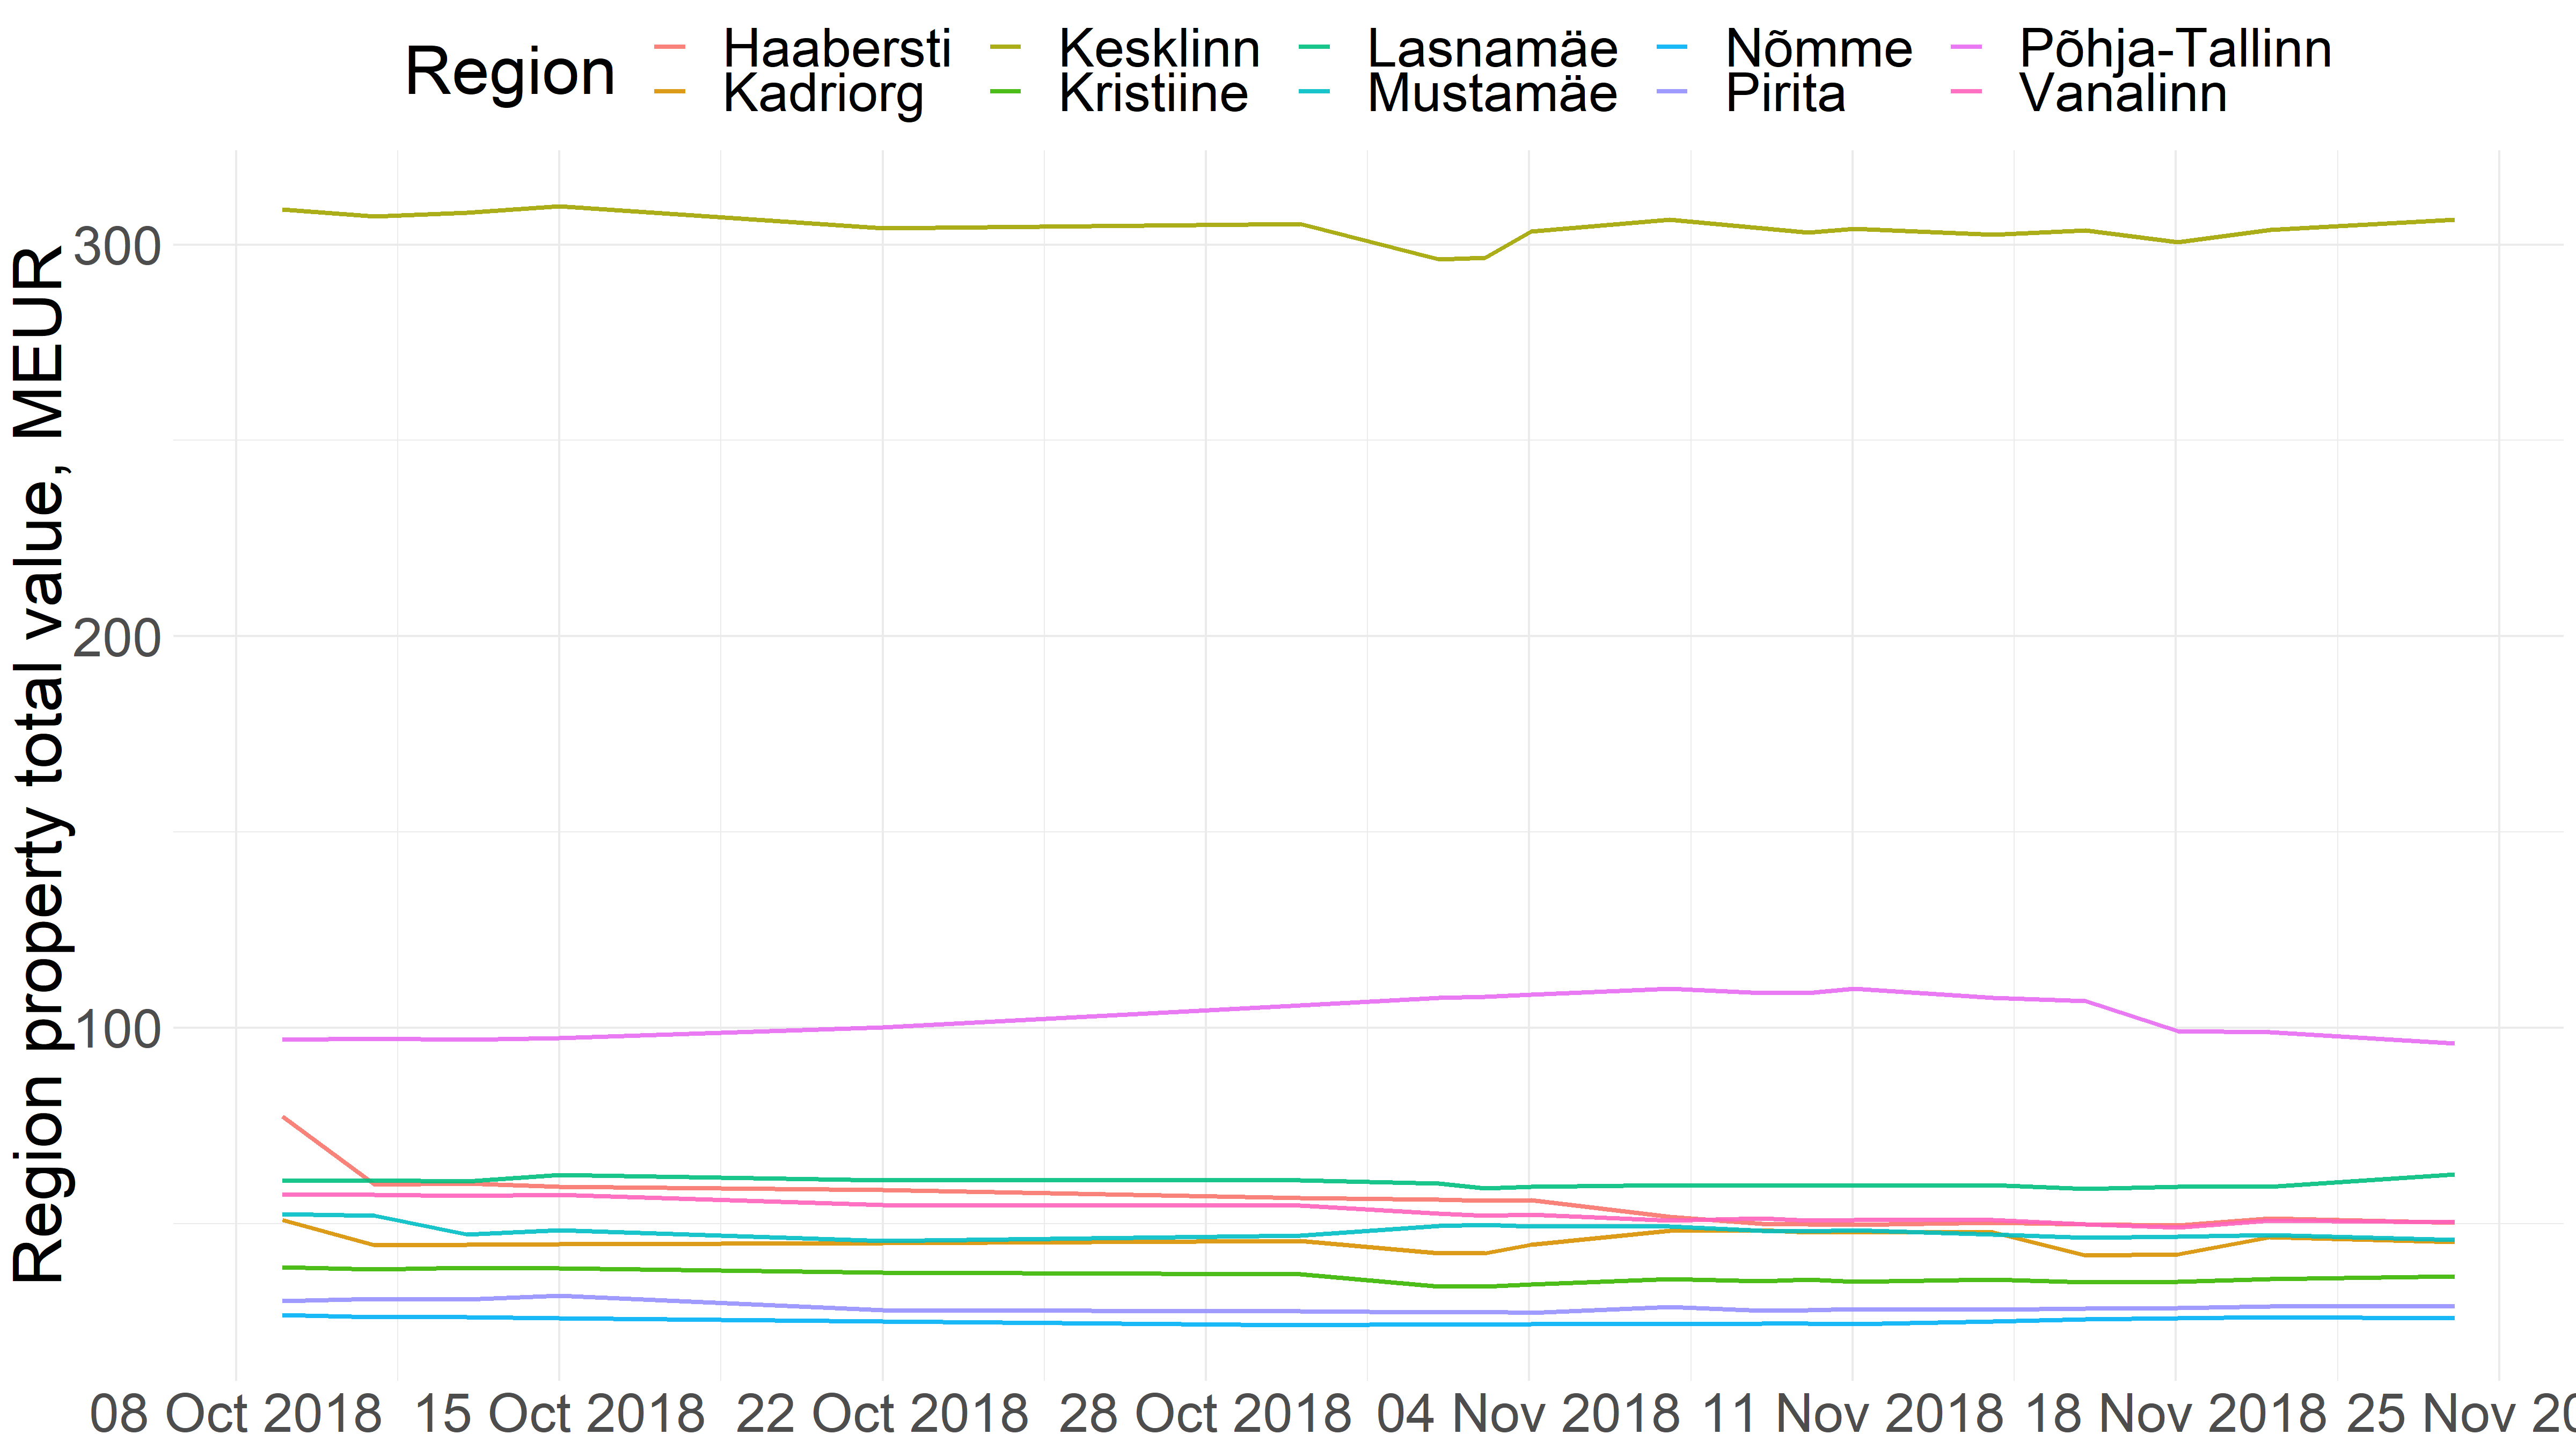 Region
Haabersti Kesklinn Lasnamäe Nõmme Põhja-Tallinn
Kadriorg Kristiine Mustamäe Pirita Vanalinn
Region property total value, MEUR
300
200
100
08 Oct 2018 15 Oct 2018 22 Oct 2018 28 Oct 2018 04 Nov 2018 11 Nov 2018 18 Nov 2018 25 Nov 20